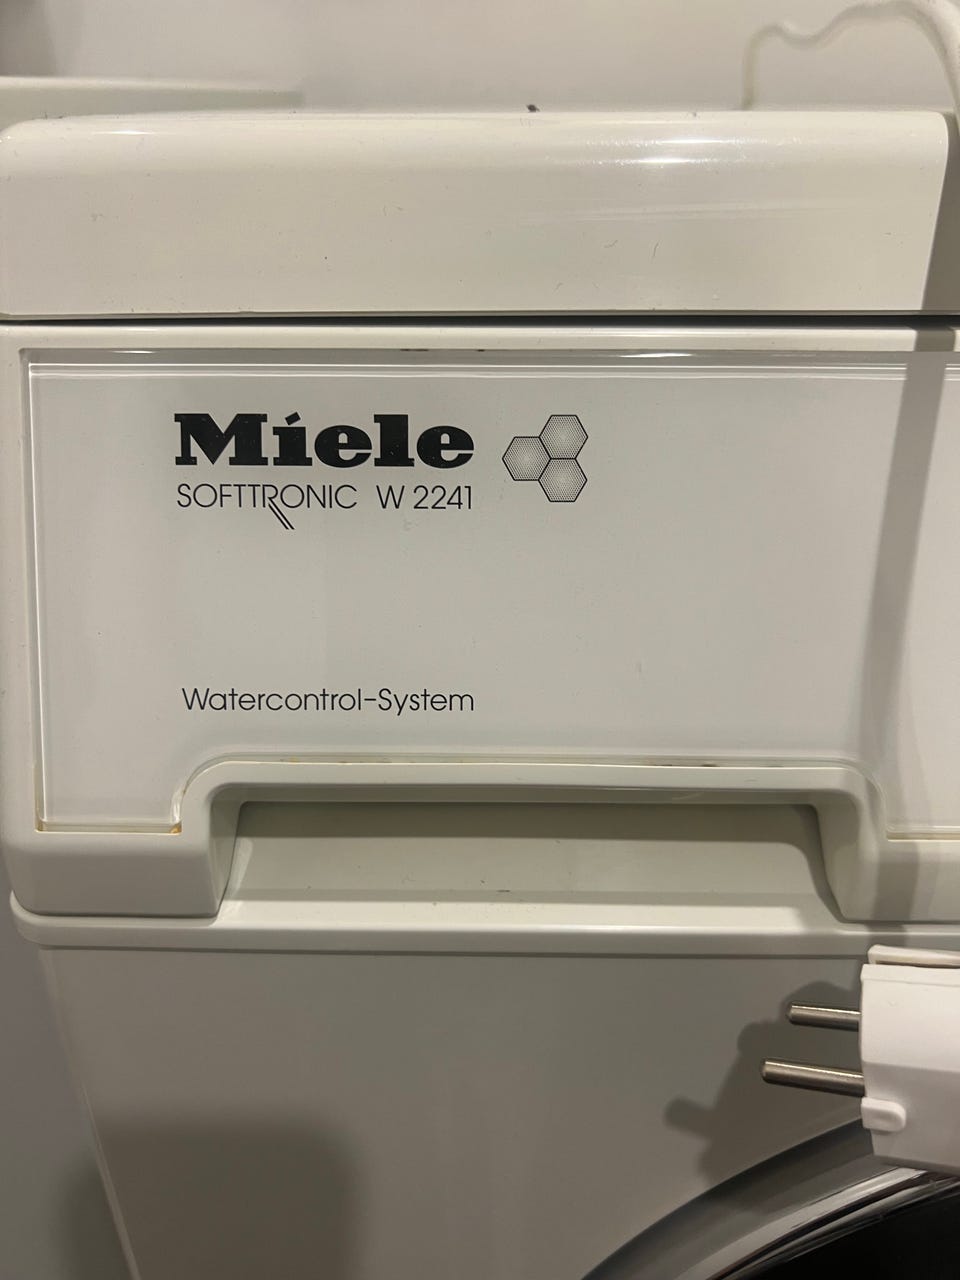 Miele
SOFTTRONIC W 2241
Watercontrol-System